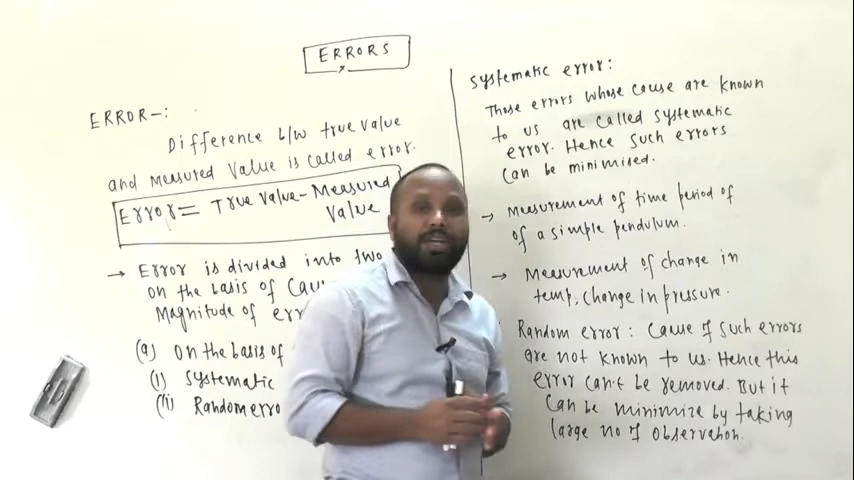 ERRORS
ERROR-:
Difference b/w true value
and measured value is called error.
Error = True value - Measured
Value
→ Error is divided into two
on the basis of Cau
Magnitude of err
(a) on the basis of
(i) systematic
(ii) Random erro
Systematic error:
Those errors whose cause are known
to us are called systematic
error. Hence such errors
can be minimised.
→ Measurement of time period of
of a simple pendulum.
→ Measurement of change in
temp, change in pressure.
Random error: Cause of such errors
are not known to us. Hence this
error can't be removed. But it
can be minimize by taking
large no of observation.